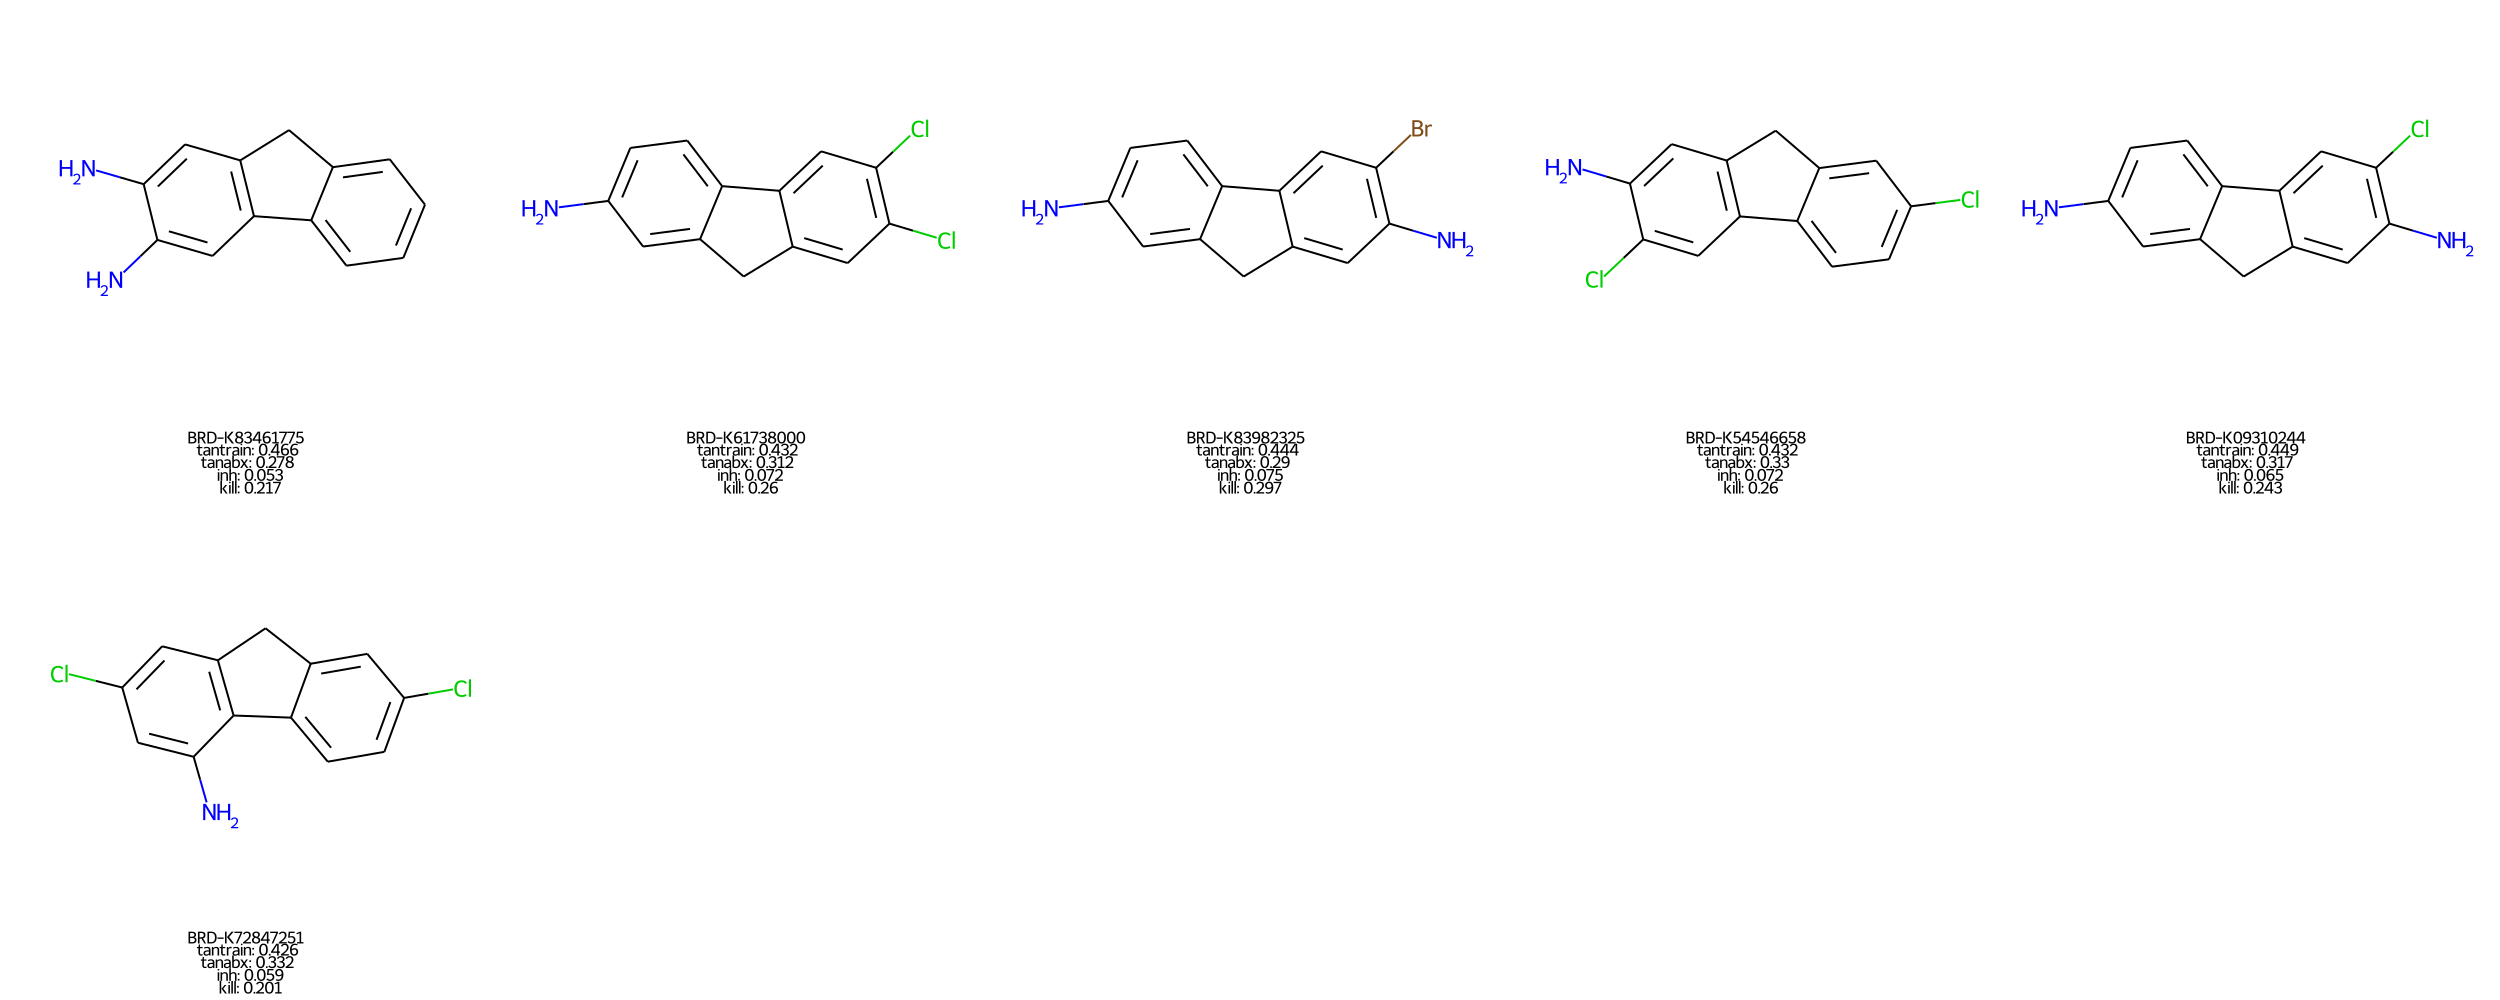 H2N
H2N
BRD-K83461775
tantrain: 0.466
tanabx: 0.278
inh: 0.053
kill: 0.217
Cl
H2N
Cl
BRD-K61738000
tantrain: 0.432
tanabx: 0.312
inh: 0.072
kill: 0.26
Br
H2N
NH2
BRD-K83982325
tantrain: 0.444
tanabx: 0.29
inh: 0.075
kill: 0.297
H2N
Cl
Cl
BRD-K54546658
tantrain: 0.432
tanabx: 0.33
inh: 0.072
kill: 0.26
Cl
H2N
NH2
BRD-K09310244
tantrain: 0.449
tanabx: 0.317
inh: 0.065
kill: 0.243
Cl
Cl
NH2
BRD-K72847251
tantrain: 0.426
tanabx: 0.332
inh: 0.059
kill: 0.201